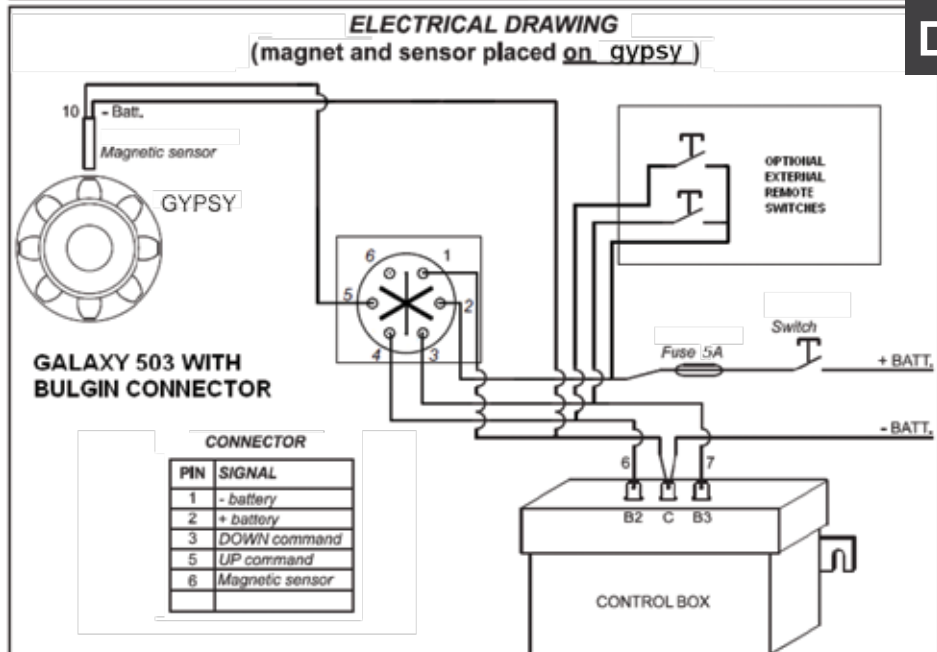 ELECTRICAL DRAWING
(magnet and sensor placed on gypsy)
10
- Batt.
Magnetic sensor
GYPSY
OPTIONAL
EXTERNAL
REMOTE
SWITCHES
6
1
5
2
4
3
Switch
Fuse 5A
+ BATT.
- BATT.
GALAXY 503 WITH
BULGIN CONNECTOR
CONNECTOR
PIN SIGNAL
1 - battery
2 + battery
3 DOWN command
5 UP command
6 Magnetic sensor
6
7
B2 C B3
CONTROL BOX